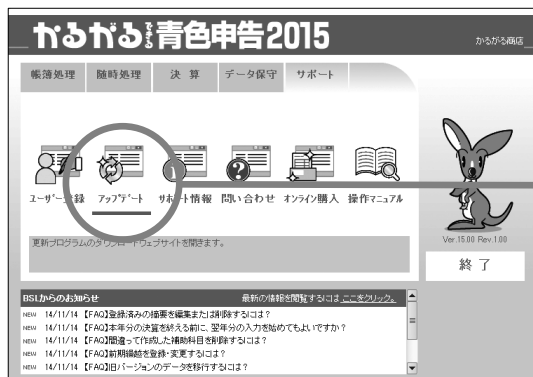 かるがるできる青色申告2015
かるがる商店
帳簿処理 随時処理 決 算 データ保守 サポート
ユーザー登録 アップデート サポート情報 問い合わせ オンライン購入 操作マニュアル
更新プログラムのダウンロードウェブサイトを開きます。
Ver.15.00 Rev.1.00
終 了
BSLからのお知らせ 最新の情報を閲覧するには ここをクリック。
NEW 14/11/14 【FAQ】登録済みの摘要を編集または削除するには？
NEW 14/11/14 【FAQ】本年分の決算を終える前に、翌年分の入力を始めてもよいですか？
NEW 14/11/14 【FAQ】間違って作成した補助科目を削除するには？
NEW 14/11/14 【FAQ】前期繰越を登録・変更するには？
NEW 14/11/14 【FAQ】旧バージョンのデータを移行するには？